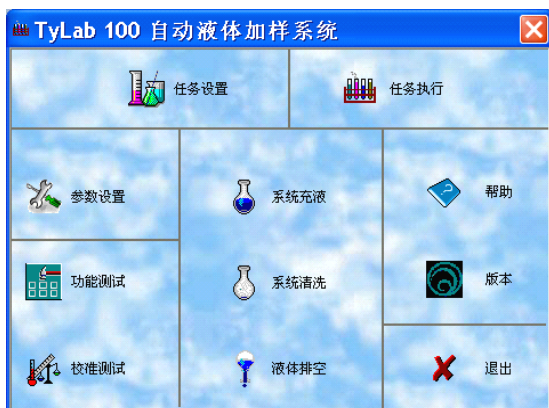 TyLab 100 自动液体加样系统
任务设置
任务执行
参数设置
系统充液
帮助
功能测试
系统清洗
版本
校准测试
液体排空
退出